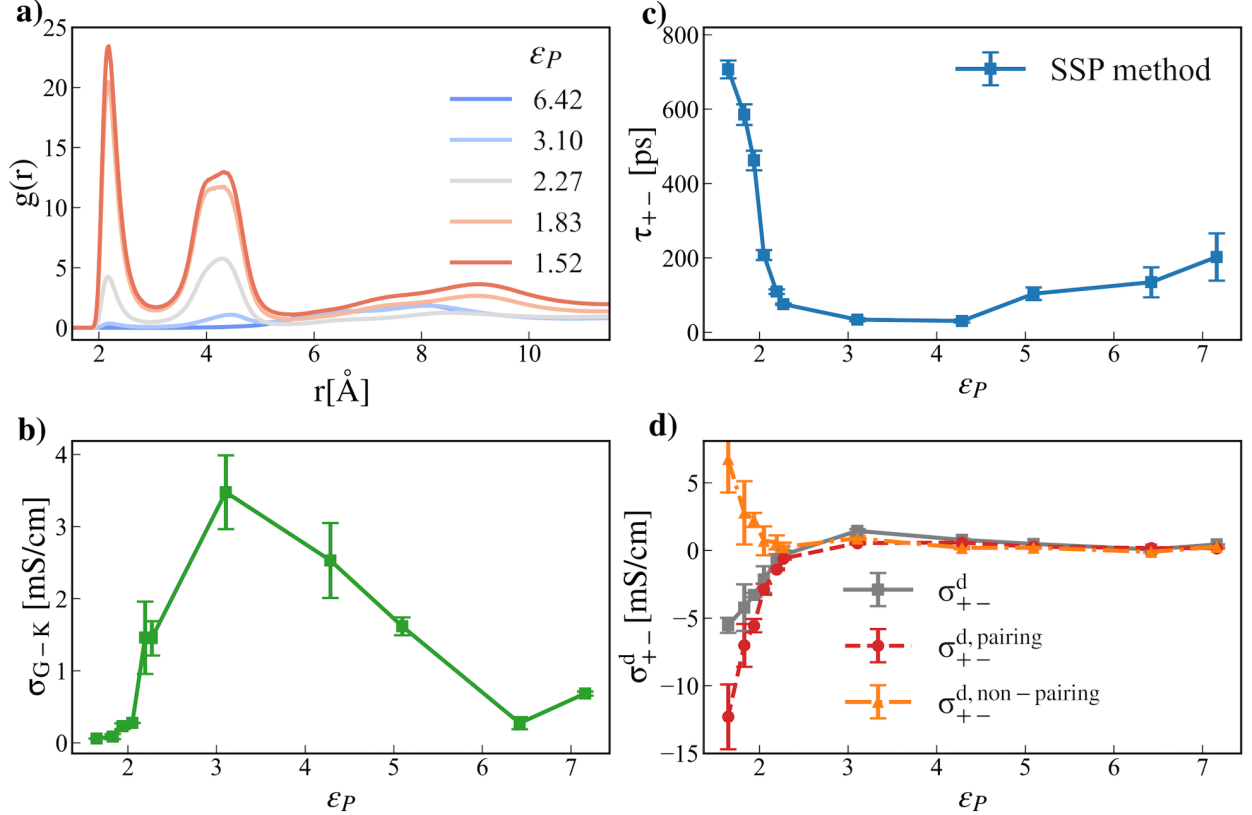 a)
25
20
15
10
5
0
g(r)
2
4
6
8
10
r[Å]
ε_P
6.42
3.10
2.27
1.83
1.52
c)
800
600
400
200
0
τ_{+−} [ps]
2
3
4
5
6
7
ε_P
SSP method
b)
4
3
2
1
0
σ_{G−K} [mS/cm]
2
3
4
5
6
7
ε_P
d)
5
0
−5
−10
−15
σ^d_{+−} [mS/cm]
2
3
4
5
6
7
ε_P
σ^d_{+−}
σ^{d, pairing}_{+−}
σ^{d, non−pairing}_{+−}